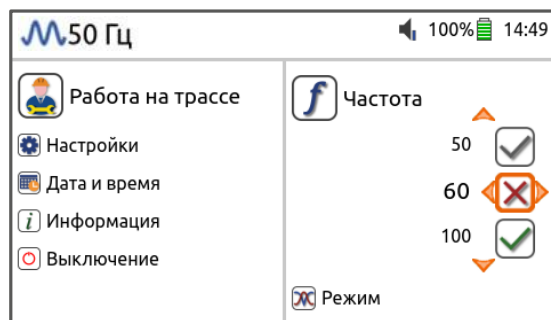 50 Гц
100%
14:49
Работа на трассе
Настройки
Дата и время
i Информация
Выключение
f Частота
50
60
100
Режим